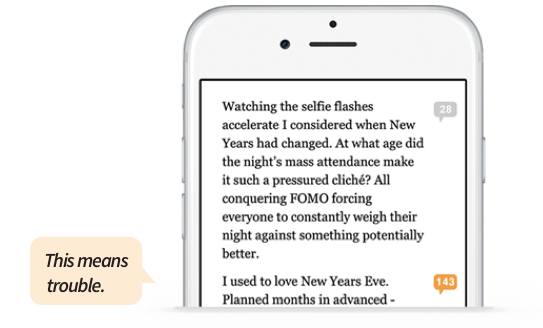 Watching the selfie flashes
28
accelerate I considered when New
Years had changed. At what age did
the night's mass attendance make
it such a pressured cliché? All
conquering FOMO forcing
everyone to constantly weigh their
night against something potentially
better.
This means
trouble.
I used to love New Years Eve.
143
Planned months in advanced -